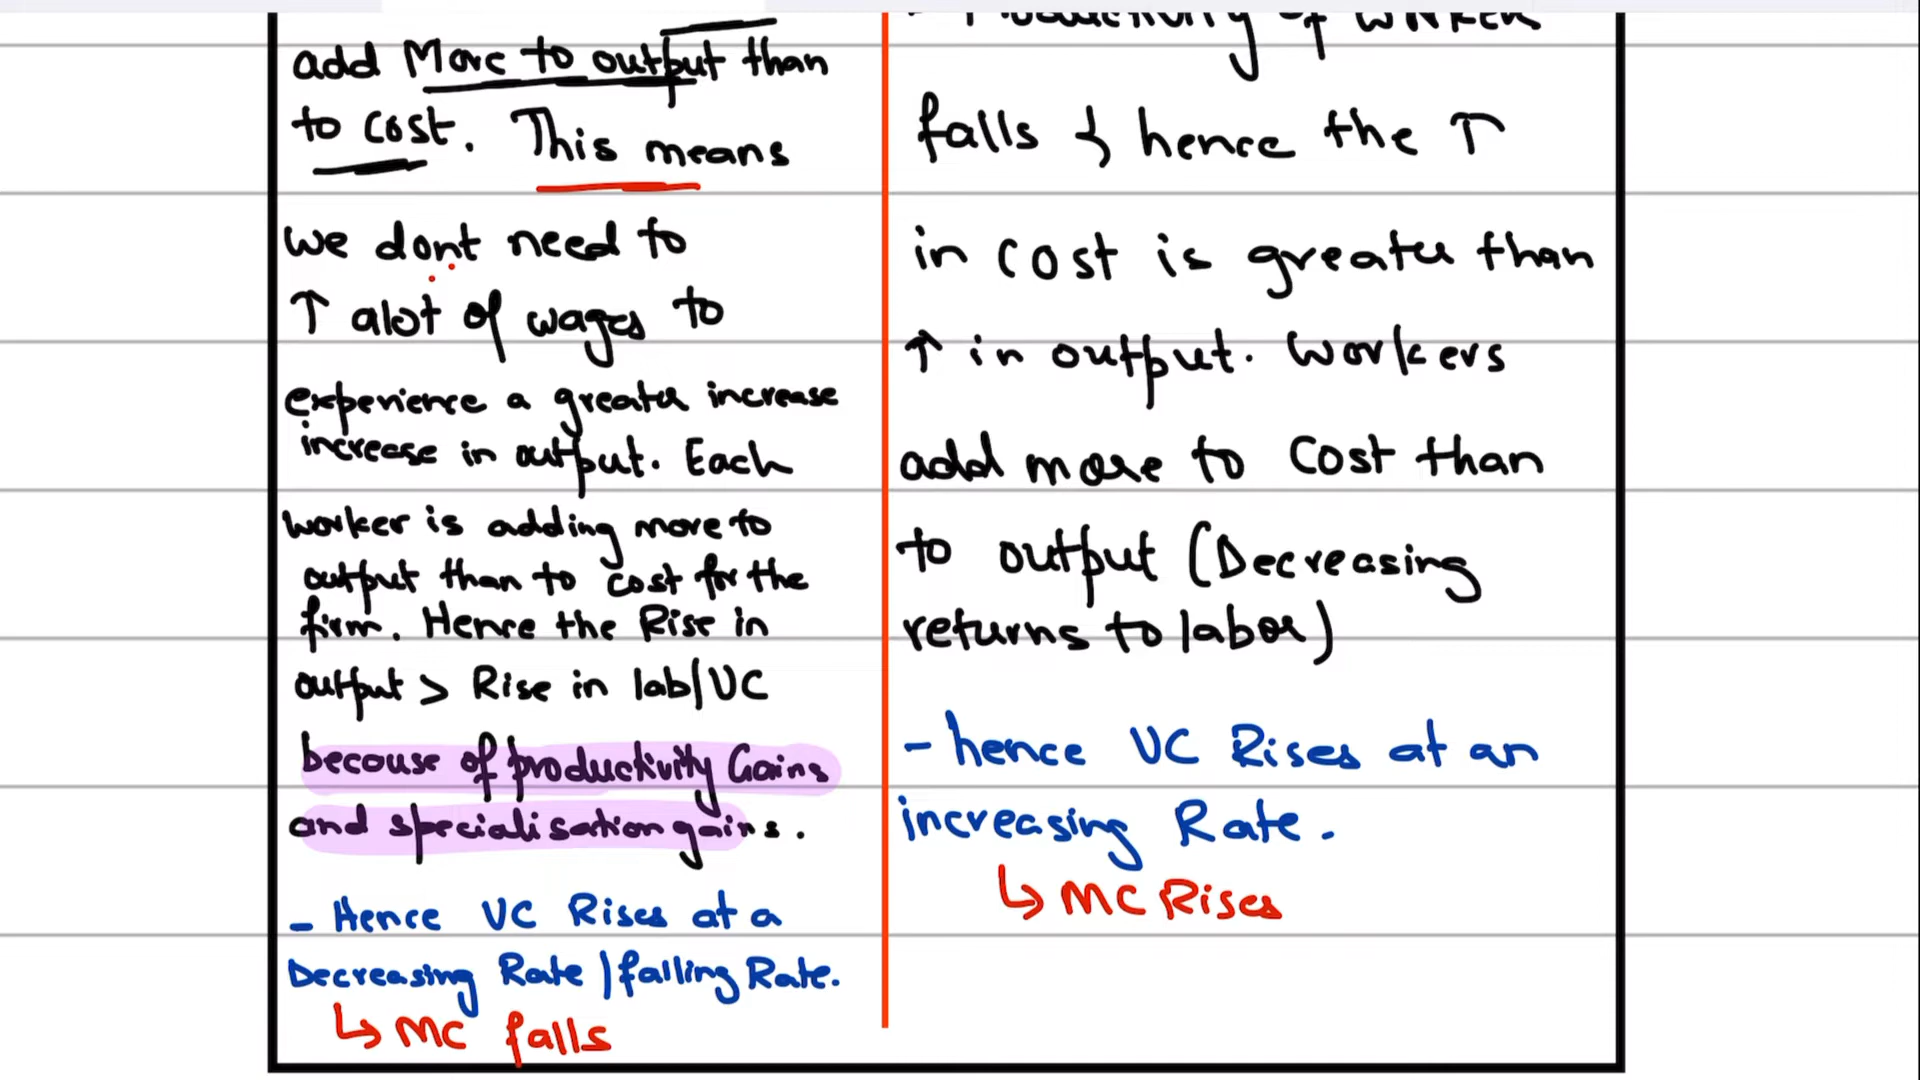 add More to output than
to cost. This means
we dont need to
↑ alot of wages to
experience a greater increase
increase in output. Each
worker is adding more to
output than to cost for the
firm. Hence the Rise in
output > Rise in lab/VC
becouse of productivity Gains
and specialisation gains.
- Hence VC Rises at a
Decreasing Rate/falling Rate.
↳ MC falls
- Productivity of worker
falls & hence the ↑
in cost is greater than
↑ in output. Workers
add more to cost than
to output (Decreasing
returns to labor)
- hence VC Rises at an
increasing Rate.
↳ MC Rises